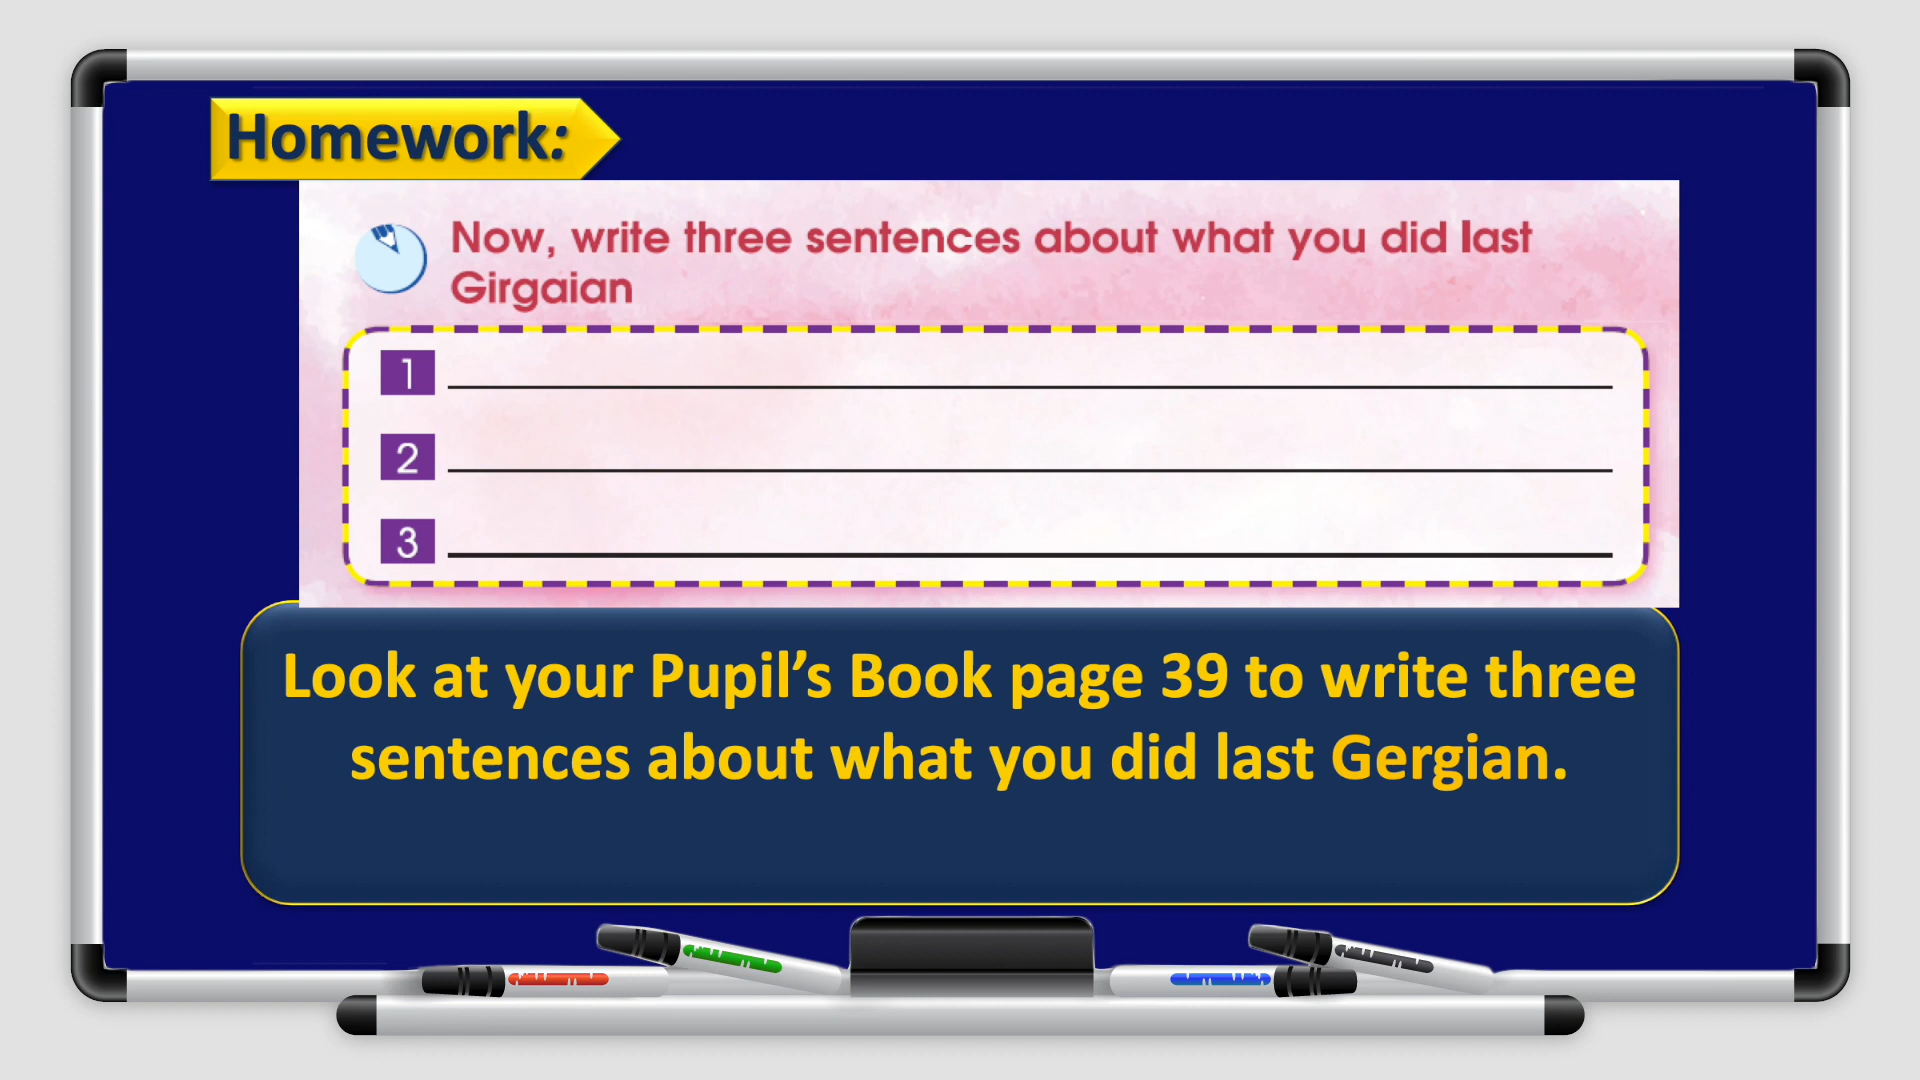 Homework:
Now, write three sentences about what you did last
Girgaian
1
2
3
Look at your Pupil’s Book page 39 to write three
sentences about what you did last Gergian.